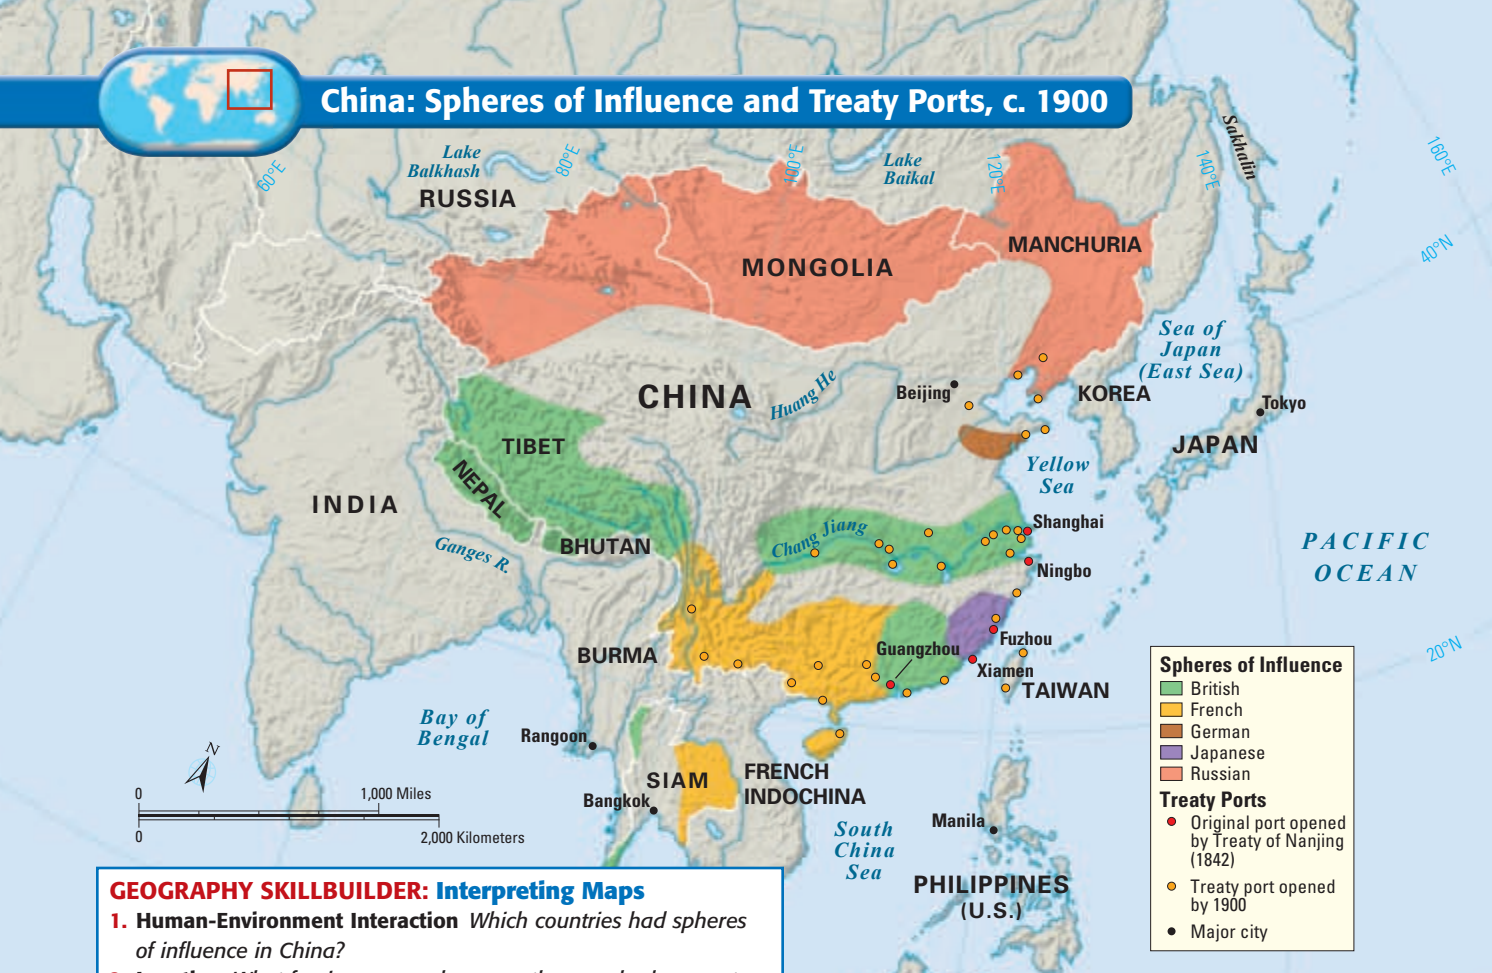 China: Spheres of Influence and Treaty Ports, c. 1900
60°E
80°E
100°E
120°E
140°E
160°E
40°N
20°N
Lake
Balkhash
RUSSIA
Lake
Baikal
Sakhalin
MONGOLIA
MANCHURIA
Sea of
Japan
(East Sea)
CHINA
Huang He
Beijing
KOREA
Tokyo
JAPAN
TIBET
NEPAL
INDIA
BHUTAN
Ganges R.
Yellow
Sea
Chang Jiang
Shanghai
Ningbo
PACIFIC
OCEAN
BURMA
Guangzhou
Fuzhou
Xiamen
TAIWAN
Bay of
Bengal
Rangoon
SIAM
Bangkok
FRENCH
INDOCHINA
South
China
Sea
Manila
PHILIPPINES
(U.S.)
N
0
1,000 Miles
0
2,000 Kilometers
Spheres of Influence
British
French
German
Japanese
Russian
Treaty Ports
Original port opened
by Treaty of Nanjing
(1842)
Treaty port opened
by 1900
Major city
GEOGRAPHY SKILLBUILDER: Interpreting Maps
1. Human-Environment Interaction Which countries had spheres
of influence in China?